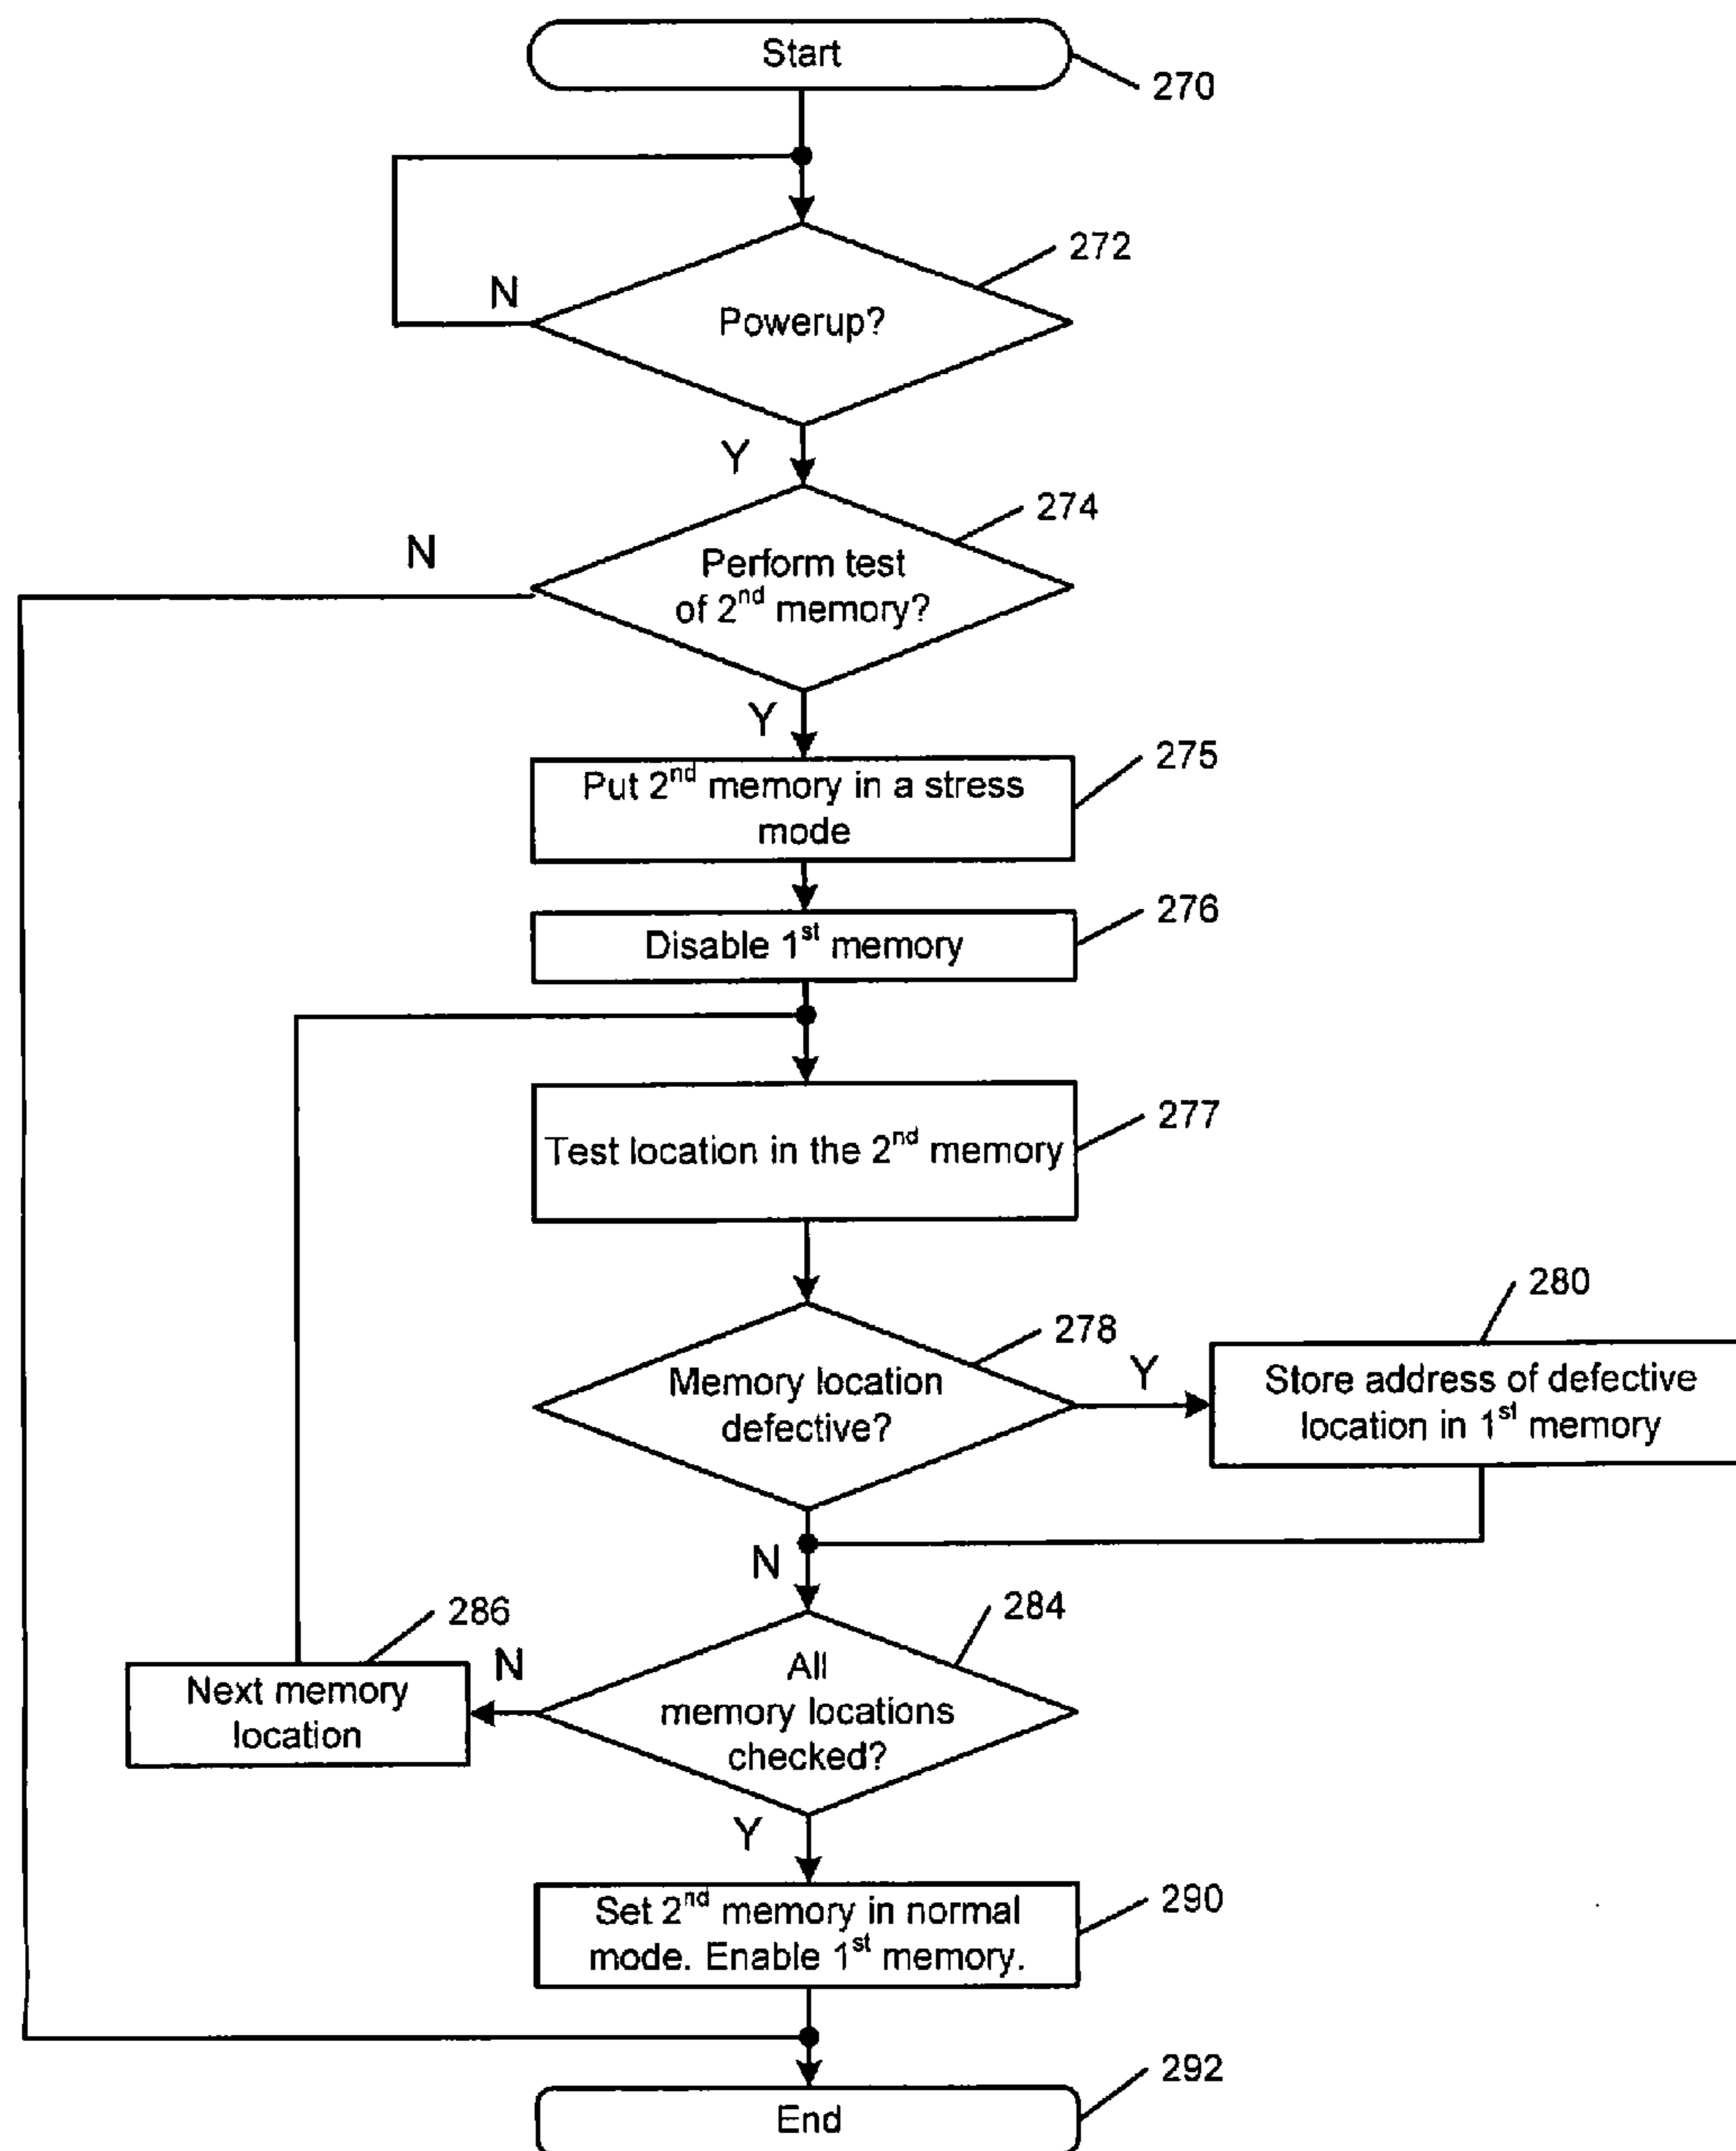 Start
270
272
N
Powerup?
Y
274
N
Perform test
of 2nd memory?
Y
275
Put 2nd memory in a stress
mode
276
Disable 1st memory
277
Test location in the 2nd memory
278
280
Memory location
defective?
Y
Store address of defective
location in 1st memory
N
284
286
N
All
memory locations
checked?
Next memory
location
Y
290
Set 2nd memory in normal
mode. Enable 1st memory.
292
End